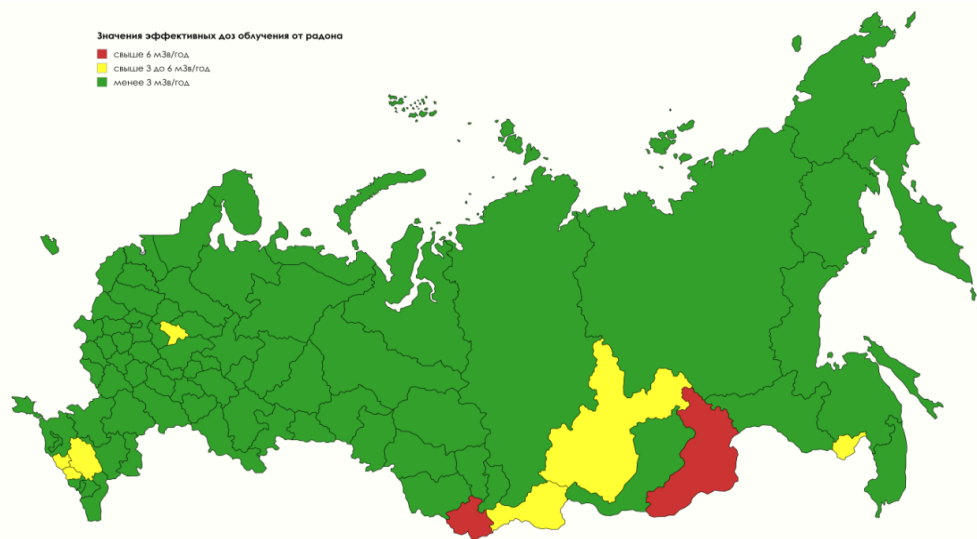 Значения эффективных доз облучения от радона
свыше 6 мЗв/год
свыше 3 до 6 мЗв/год
менее 3 мЗв/год